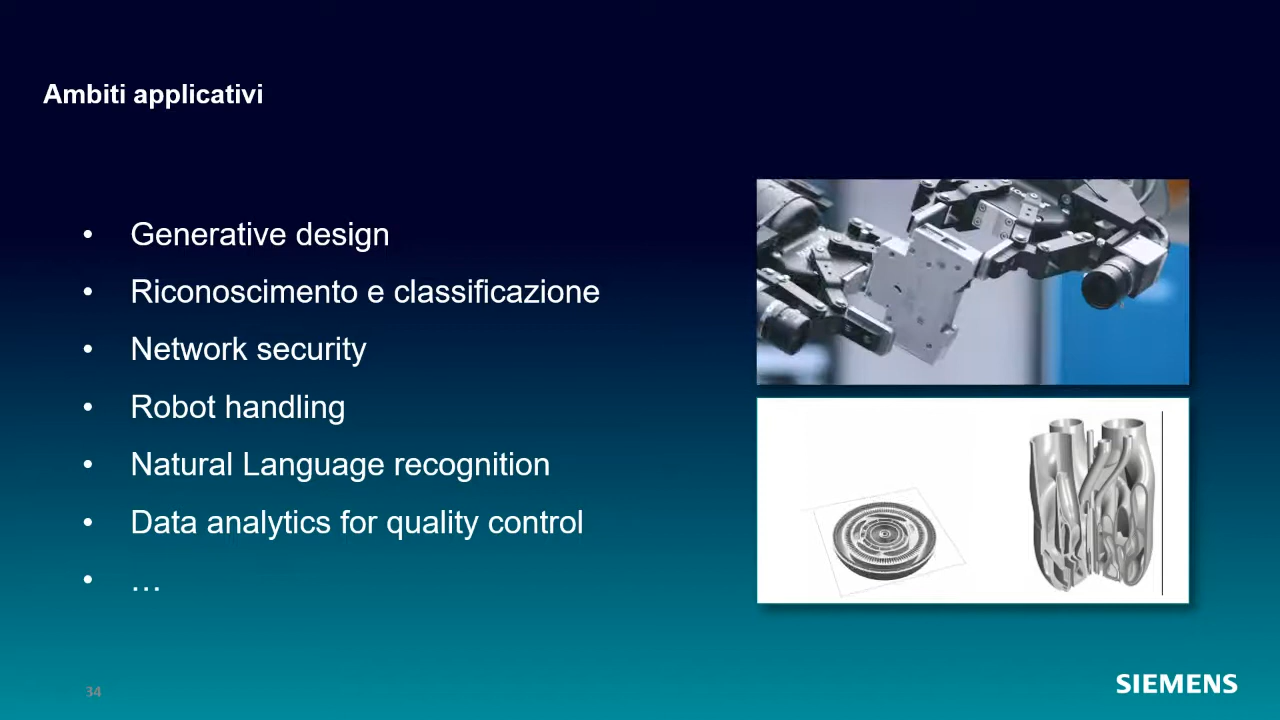 Ambiti applicativi
• Generative design
• Riconoscimento e classificazione
• Network security
• Robot handling
• Natural Language recognition
• Data analytics for quality control
• …
34
SIEMENS